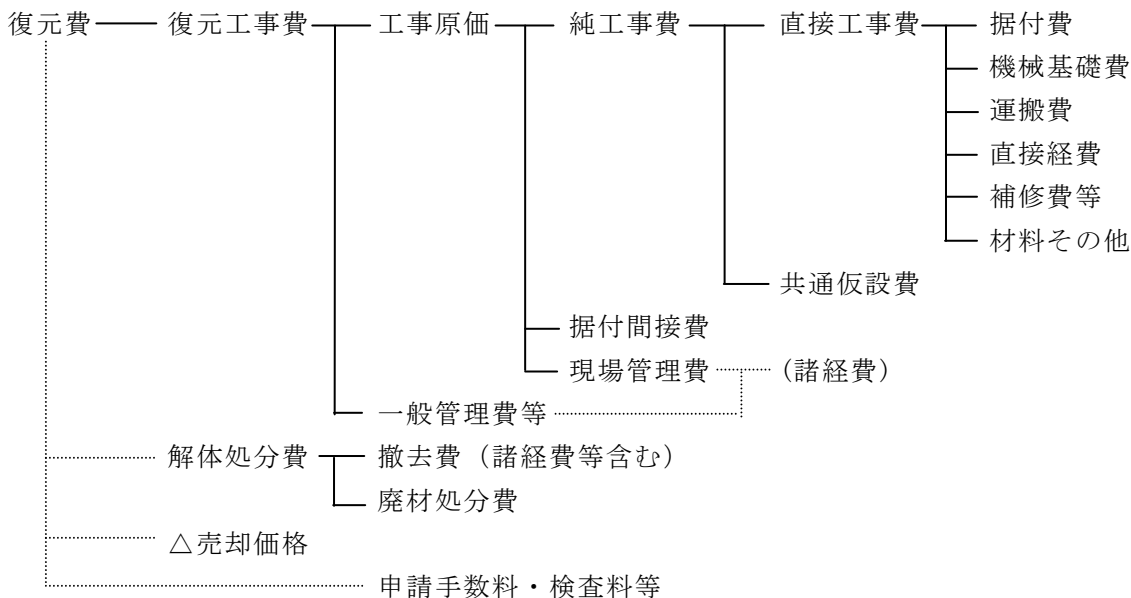 復元費 復元工事費 工事原価 純工事費 直接工事費 据付費
機械基礎費
運搬費
直接経費
補修費等
材料その他
共通仮設費
据付間接費
現場管理費 (諸経費)
一般管理費等
解体処分費 撤去費(諸経費等含む)
廃材処分費
△売却価格
申請手数料・検査料等